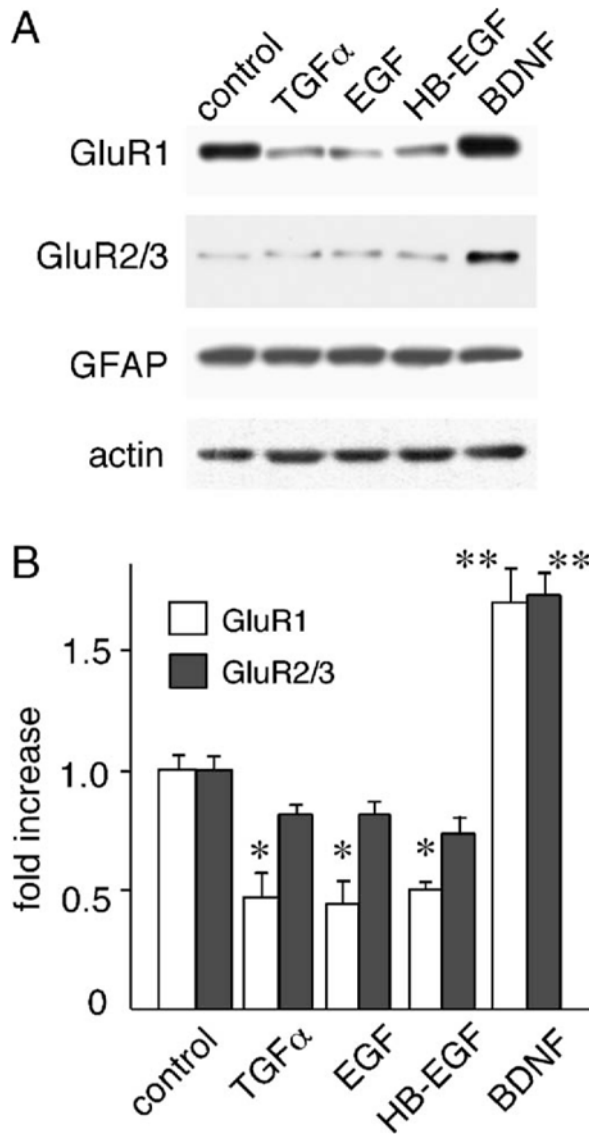 A
control TGFα EGF HB-EGF BDNF
GluR1
GluR2/3
GFAP
actin
B
** **
GluR1
GluR2/3
1.5
1.0
0.5
0
fold increase
* * *
control TGFα EGF HB-EGF BDNF